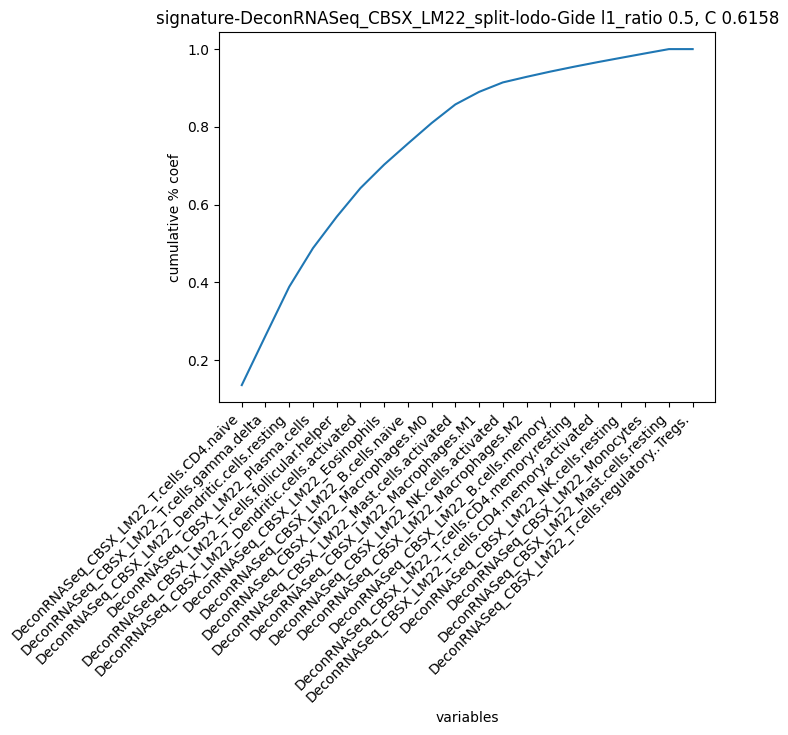 signature-DeconRNASeq_CBSX_LM22_split-lodo-Gide l1_ratio 0.5, C 0.6158
1.0
0.8
0.6
0.4
0.2
cumulative % coef
DeconRNASeq_CBSX_LM22_T.cells.CD4.naive
DeconRNASeq_CBSX_LM22_T.cells.gamma.delta
DeconRNASeq_CBSX_LM22_Dendritic.cells.resting
DeconRNASeq_CBSX_LM22_Plasma.cells
DeconRNASeq_CBSX_LM22_T.cells.follicular.helper
DeconRNASeq_CBSX_LM22_Dendritic.cells.activated
DeconRNASeq_CBSX_LM22_Eosinophils
DeconRNASeq_CBSX_LM22_B.cells.naive
DeconRNASeq_CBSX_LM22_Macrophages.M0
DeconRNASeq_CBSX_LM22_Mast.cells.activated
DeconRNASeq_CBSX_LM22_Macrophages.M1
DeconRNASeq_CBSX_LM22_NK.cells.activated
DeconRNASeq_CBSX_LM22_Macrophages.M2
DeconRNASeq_CBSX_LM22_B.cells.memory
DeconRNASeq_CBSX_LM22_T.cells.CD4.memory.resting
DeconRNASeq_CBSX_LM22_T.cells.CD4.memory.activated
DeconRNASeq_CBSX_LM22_NK.cells.resting
DeconRNASeq_CBSX_LM22_Monocytes
DeconRNASeq_CBSX_LM22_Mast.cells.resting
DeconRNASeq_CBSX_LM22_T.cells.regulatory..Tregs.
variables